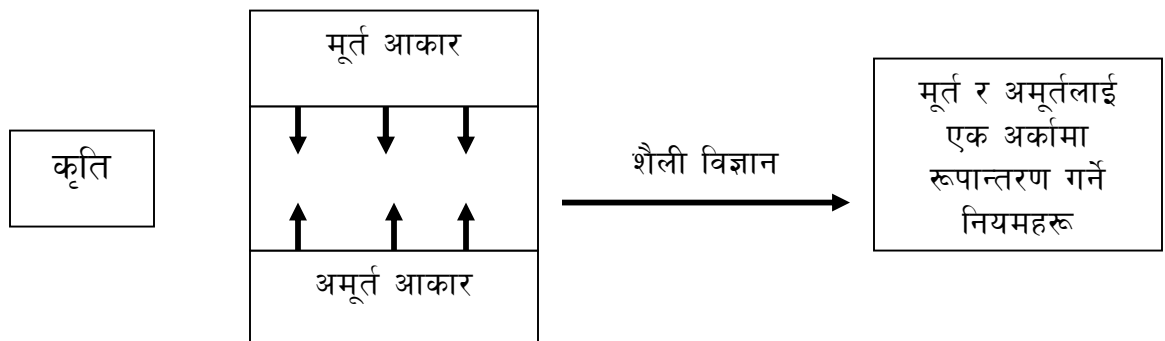 कृति
मूर्त आकार
अमूर्त आकार
शैली विज्ञान
मूर्त र अमूर्तलाई
एक अर्कामा
रूपान्तरण गर्ने
नियमहरू